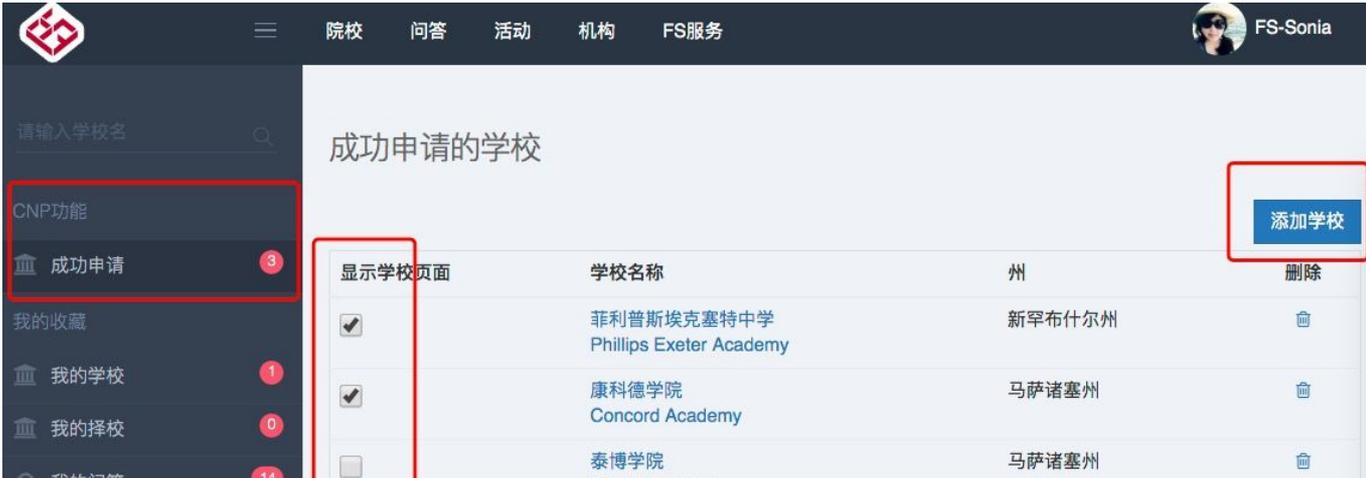 院校 问答 活动 机构 FS服务 FS-Sonia
请输入学校名
成功申请的学校
CNP功能
添加学校
成功申请 3
显示学校页面 学校名称 州 删除
我的收藏
菲利普斯埃克塞特中学 新罕布什尔州
Phillips Exeter Academy
我的学校 1
康科德学院 马萨诸塞州
Concord Academy
我的择校 0
泰博学院 马萨诸塞州
14